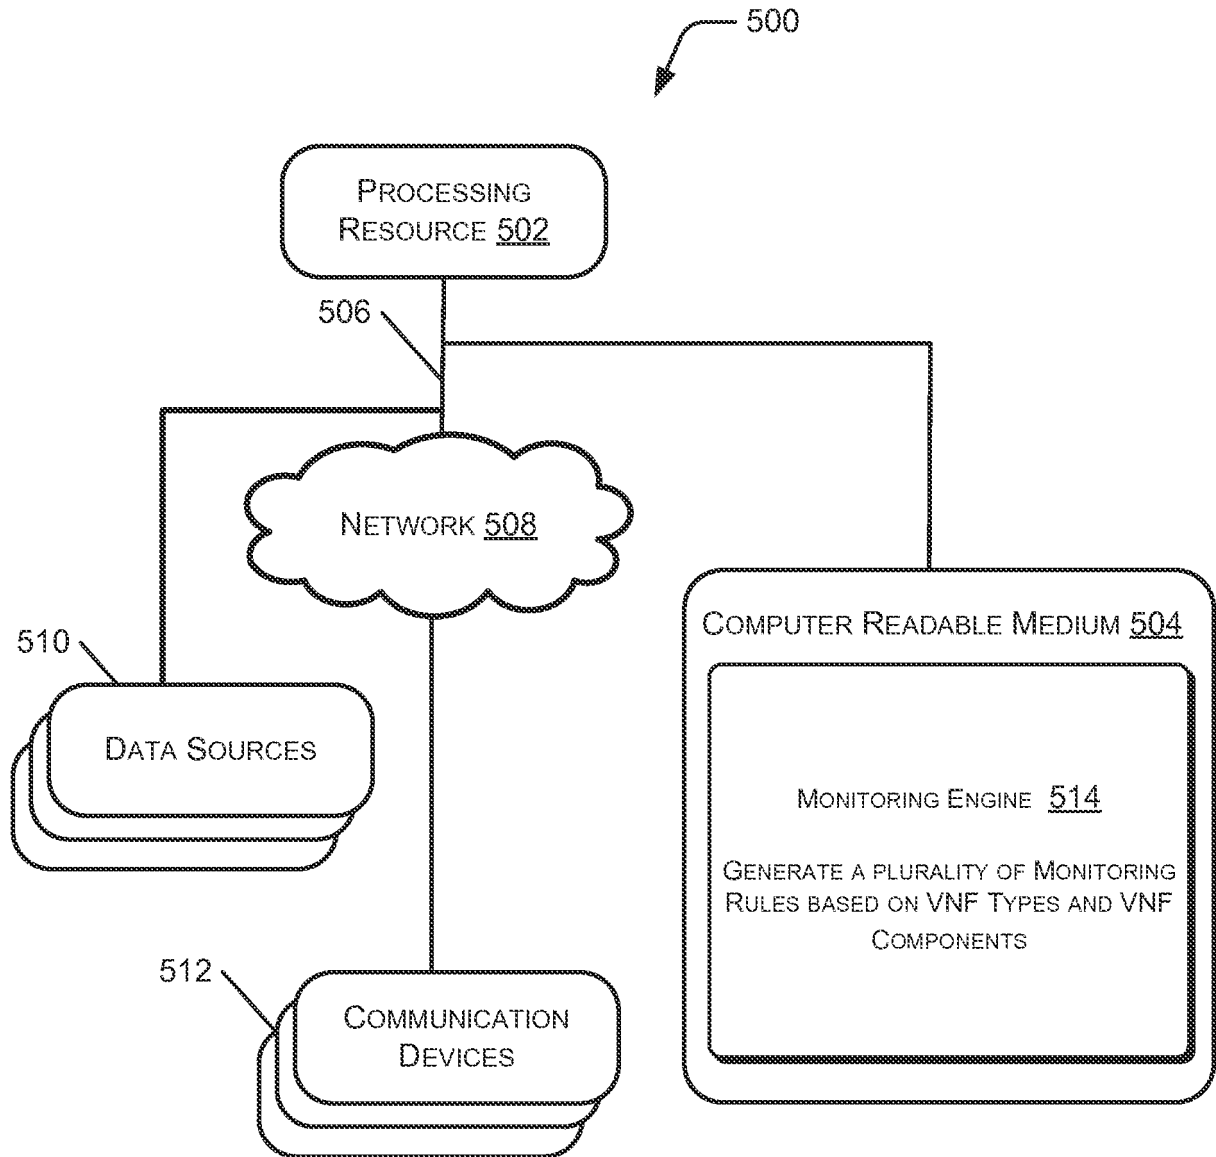 500
PROCESSING
RESOURCE 502
506
NETWORK 508
COMPUTER READABLE MEDIUM 504
510
DATA SOURCES
MONITORING ENGINE 514
GENERATE A PLURALITY OF MONITORING
RULES BASED ON VNF TYPES AND VNF
COMPONENTS
512
COMMUNICATION
DEVICES